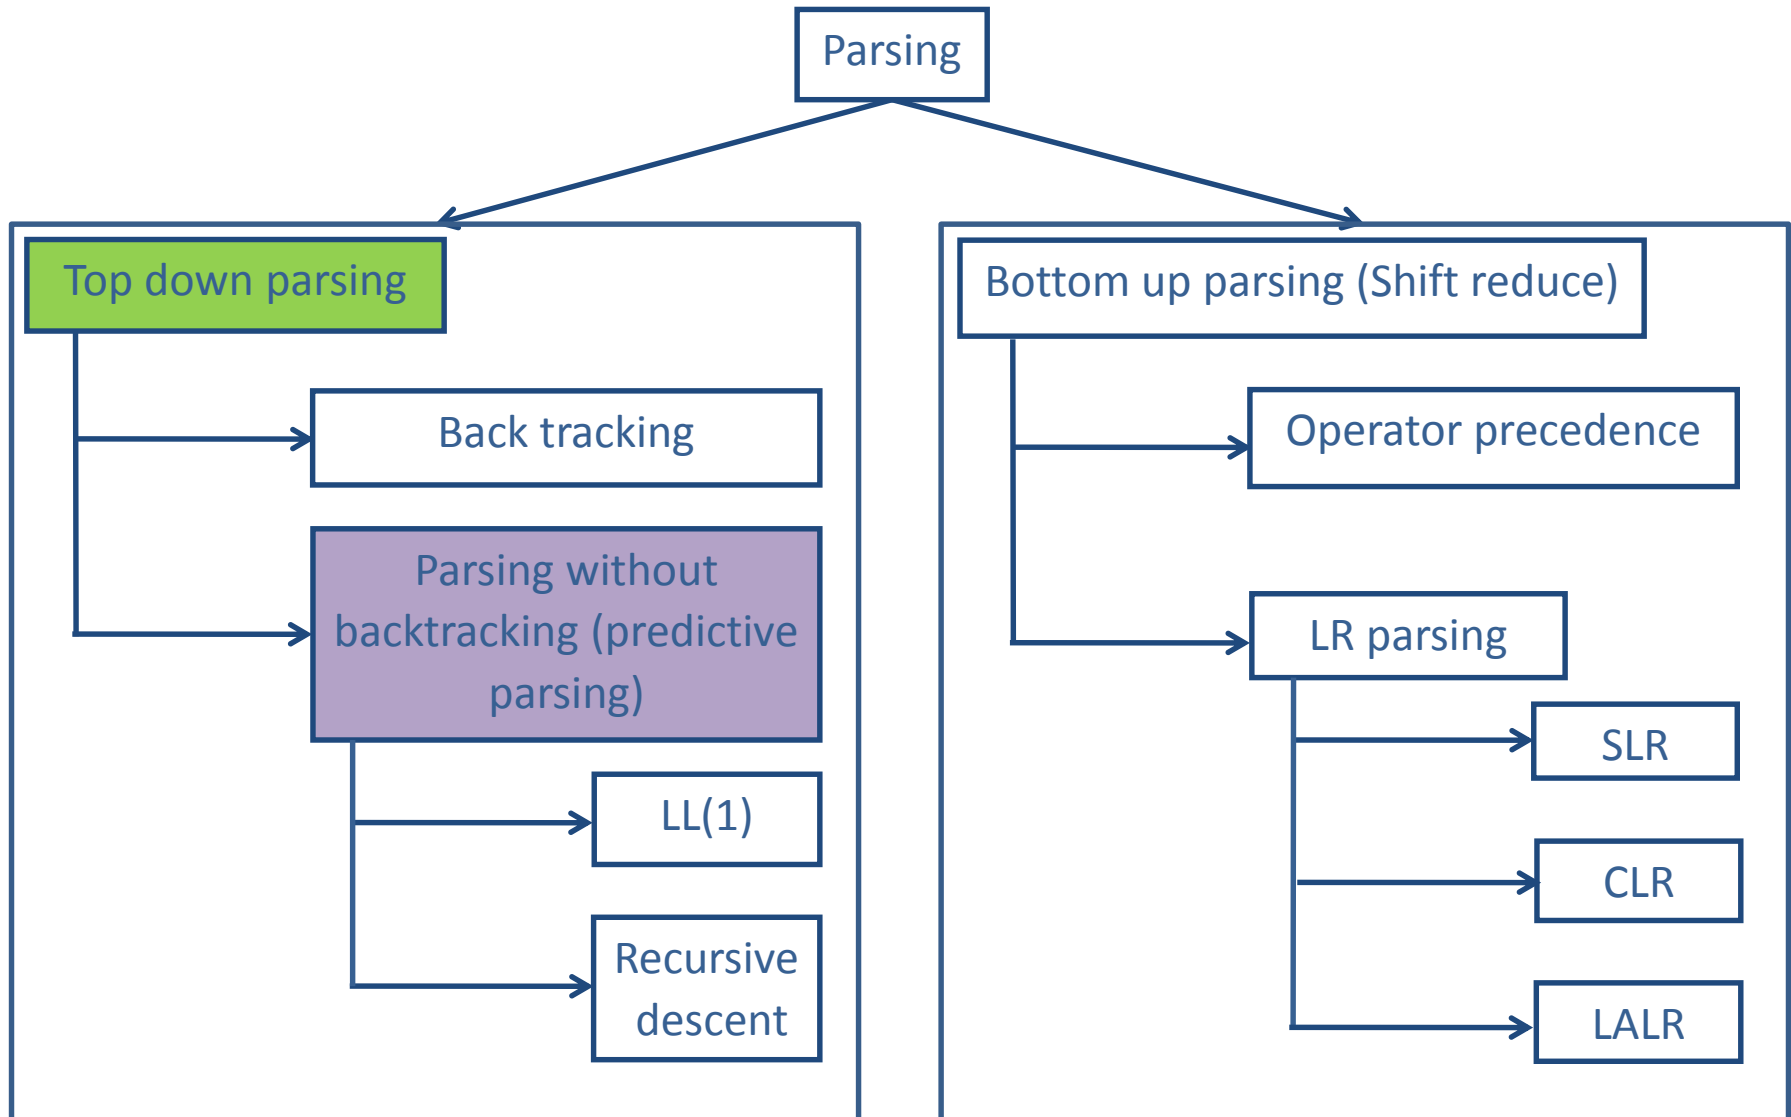 Parsing
Top down parsing
Back tracking
Parsing without
backtracking (predictive
parsing)
LL(1)
Recursive
descent
Bottom up parsing (Shift reduce)
Operator precedence
LR parsing
SLR
CLR
LALR